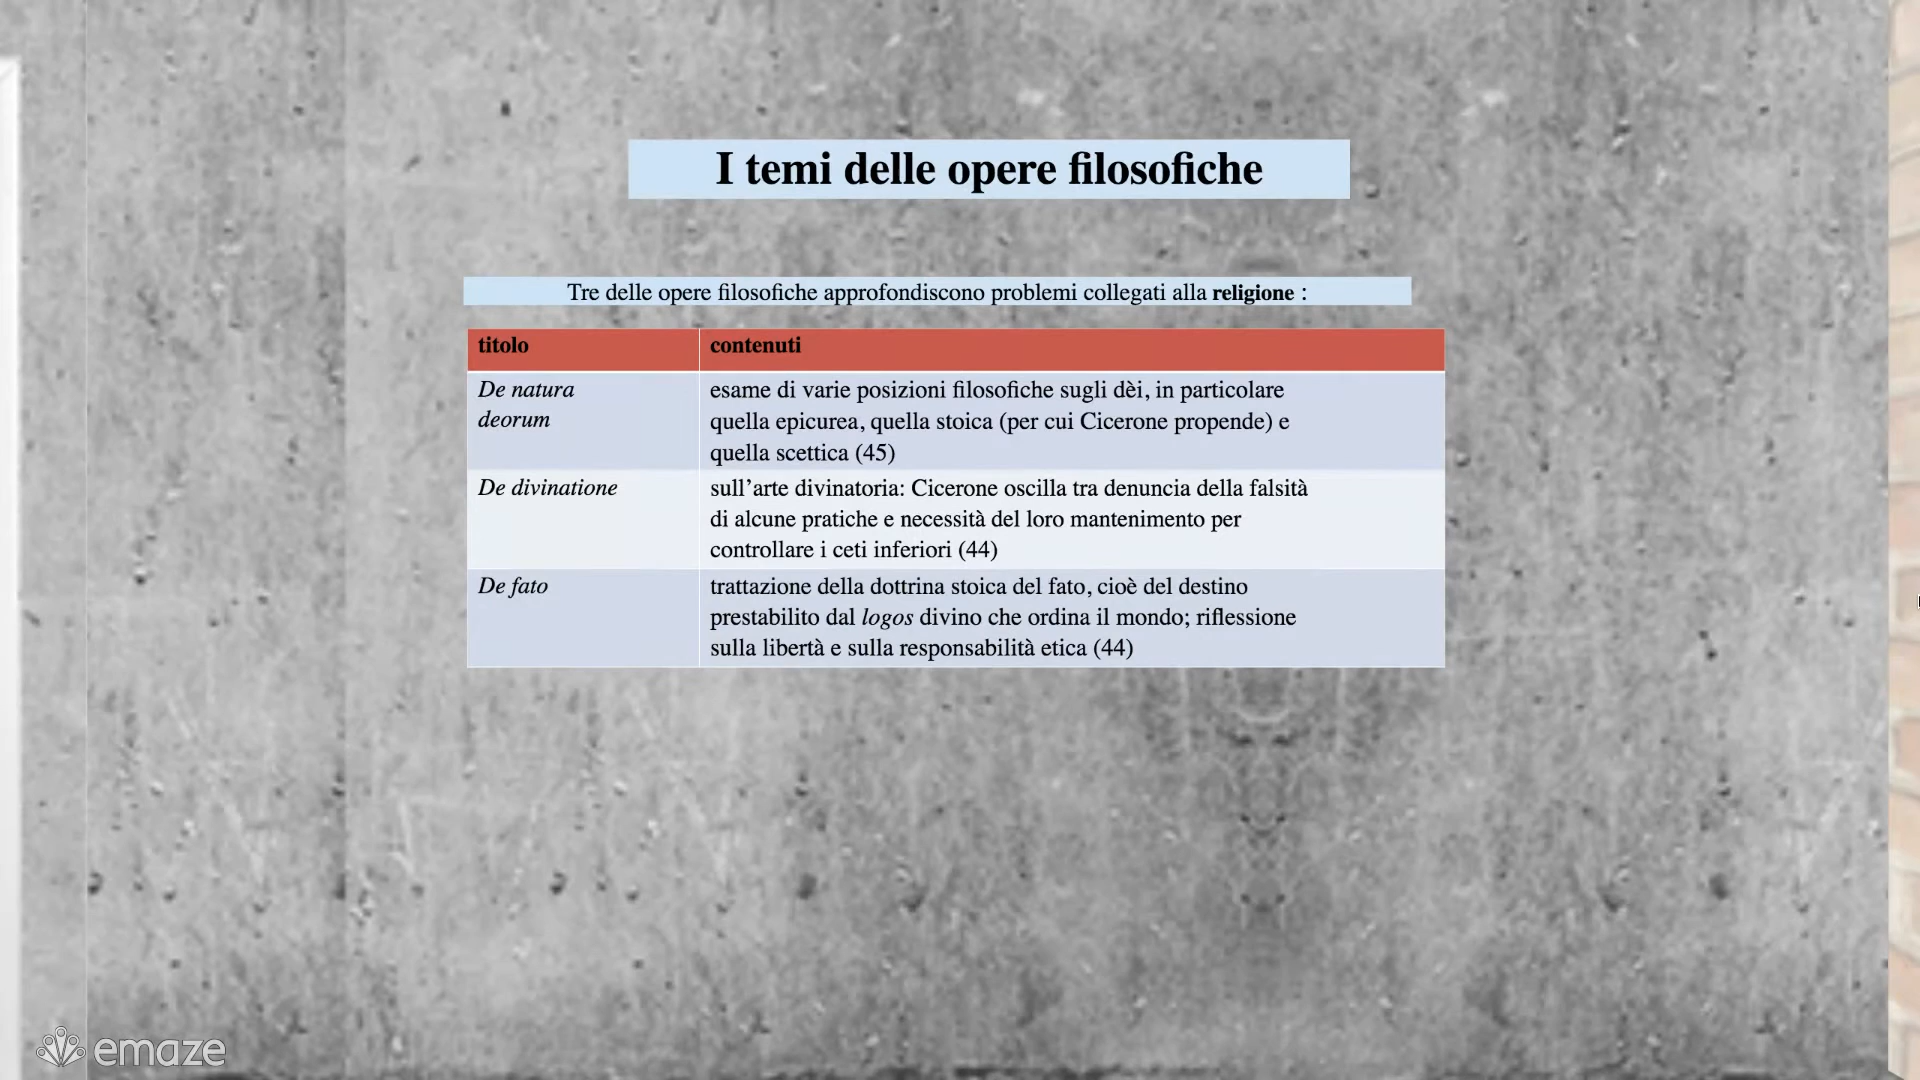 I temi delle opere filosofiche
Tre delle opere filosofiche approfondiscono problemi collegati alla religione :
titolo
contenuti
De natura
deorum
esame di varie posizioni filosofiche sugli dèi, in particolare
quella epicurea, quella stoica (per cui Cicerone propende) e
quella scettica (45)
De divinatione
sull’arte divinatoria: Cicerone oscilla tra denuncia della falsità
di alcune pratiche e necessità del loro mantenimento per
controllare i ceti inferiori (44)
De fato
trattazione della dottrina stoica del fato, cioè del destino
prestabilito dal logos divino che ordina il mondo; riflessione
sulla libertà e sulla responsabilità etica (44)
emaze